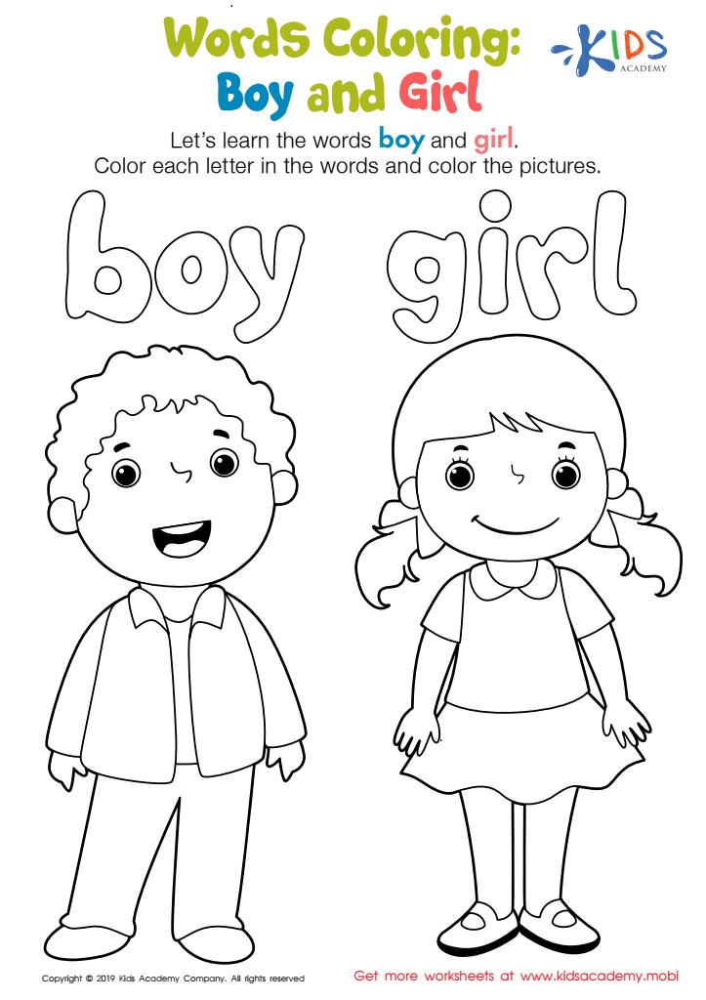 Words Coloring:
Boy and Girl
KIDS
ACADEMY
Let's learn the words boy and girl.
Color each letter in the words and color the pictures.
boy girl
Copyright © 2019 Kids Academy Company. All rights reserved
Get more worksheets at www.kidsacademy.mobi